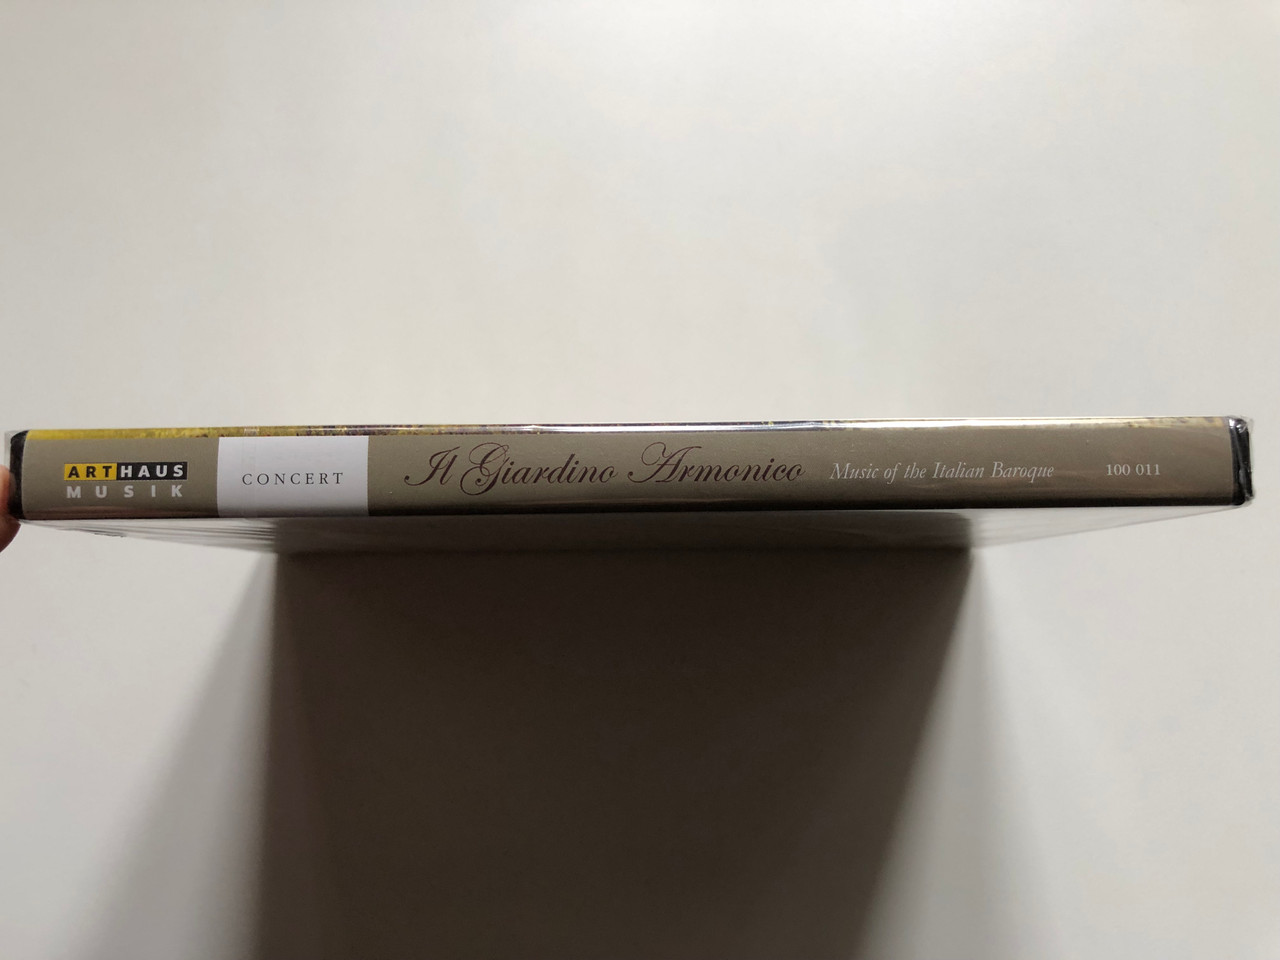 ARTHAUS
MUSIK
CONCERT
Il Giardino Armonico
Music of the Italian Baroque
100 011